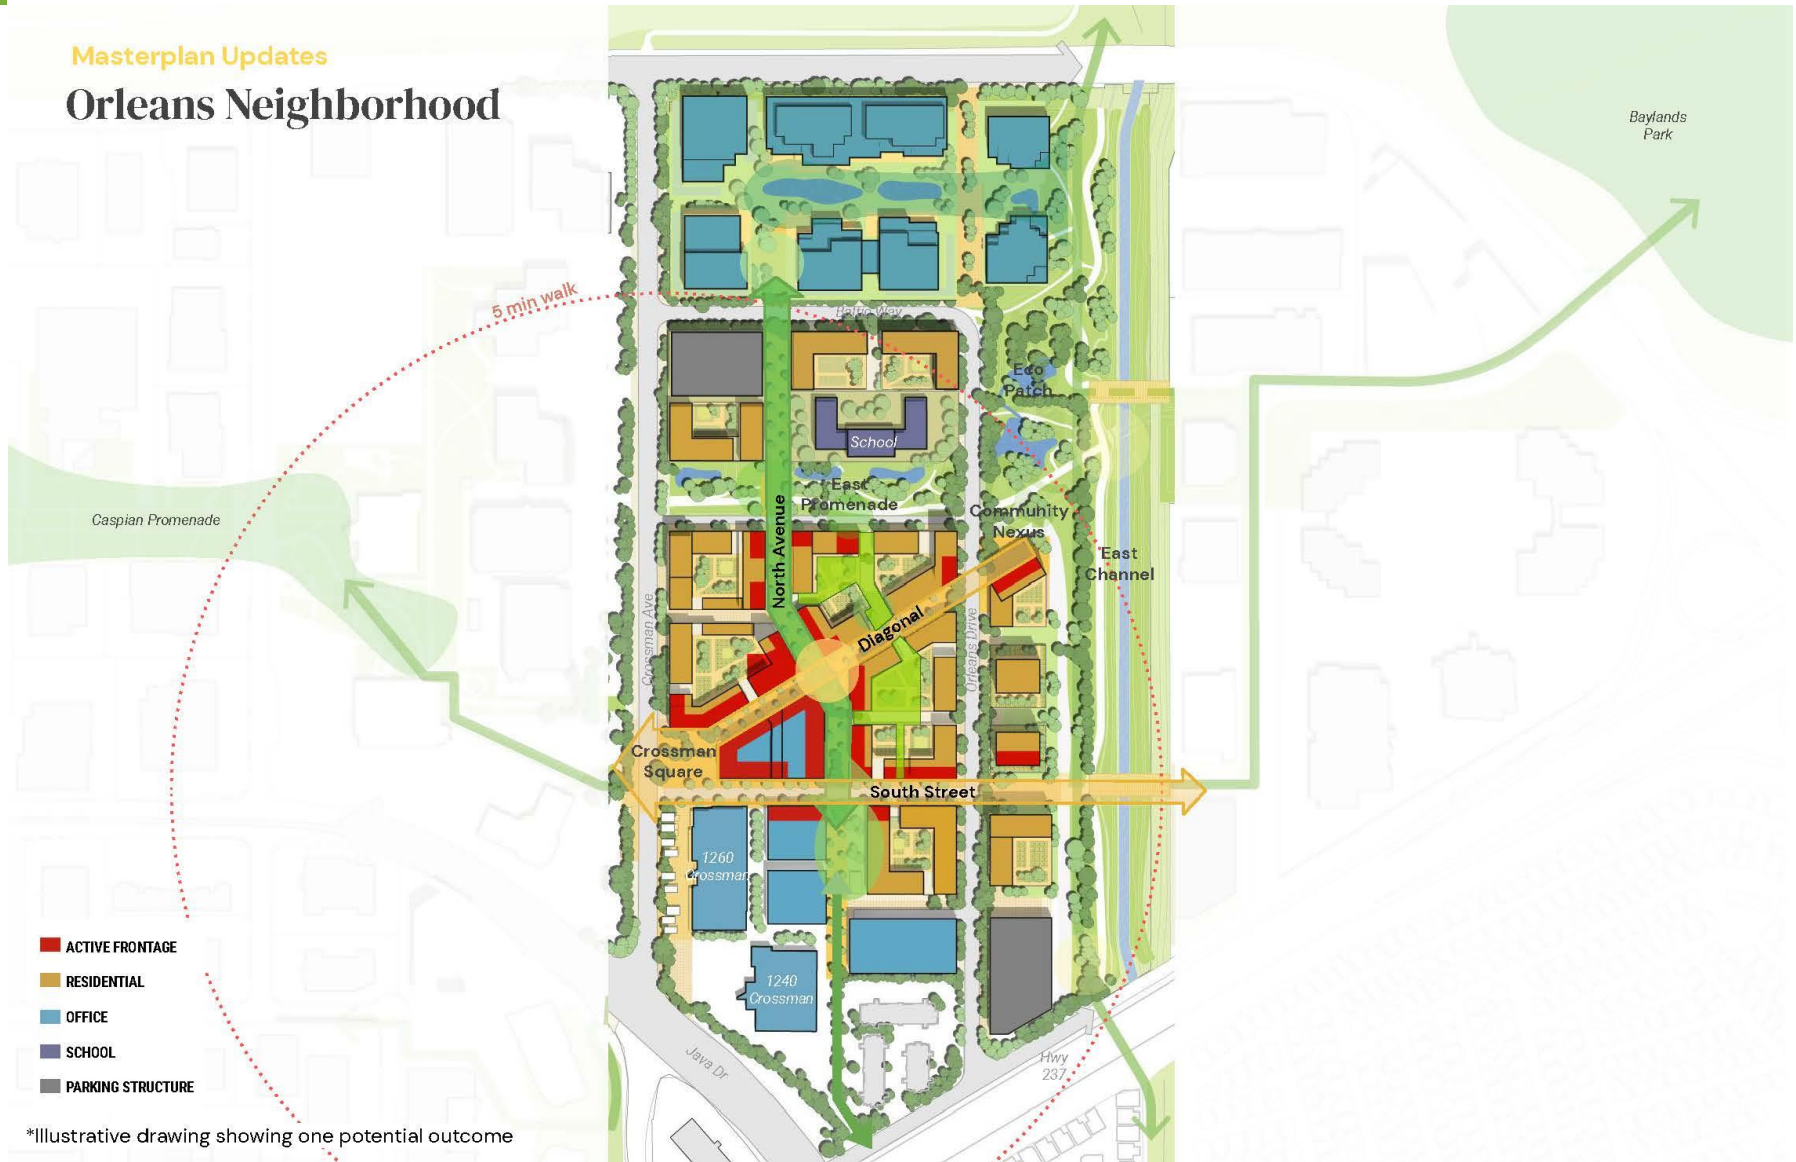 Masterplan Updates
Orleans Neighborhood
Baylands
Park
5 min walk
Baltic Way
Eco
Patch
School
East
Promenade
North Avenue
Community
Nexus
Caspian Promenade
East
Channel
Crossman Ave
Diagonal
Orleans Drive
Crossman
Square
South Street
1260
Crossman
1240
Crossman
Java Dr
Hwy
237
ACTIVE FRONTAGE
RESIDENTIAL
OFFICE
SCHOOL
PARKING STRUCTURE
*Illustrative drawing showing one potential outcome